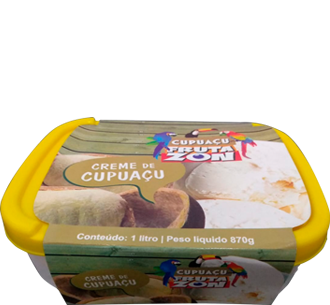 CUPUAÇU
FRUTA
ZON
CREME DE
CUPUAÇU
Conteúdo: 1 litro | Peso líquido 870g
CREME DE
CUPUAÇU
CUPUAÇU
FRUTA
ZON